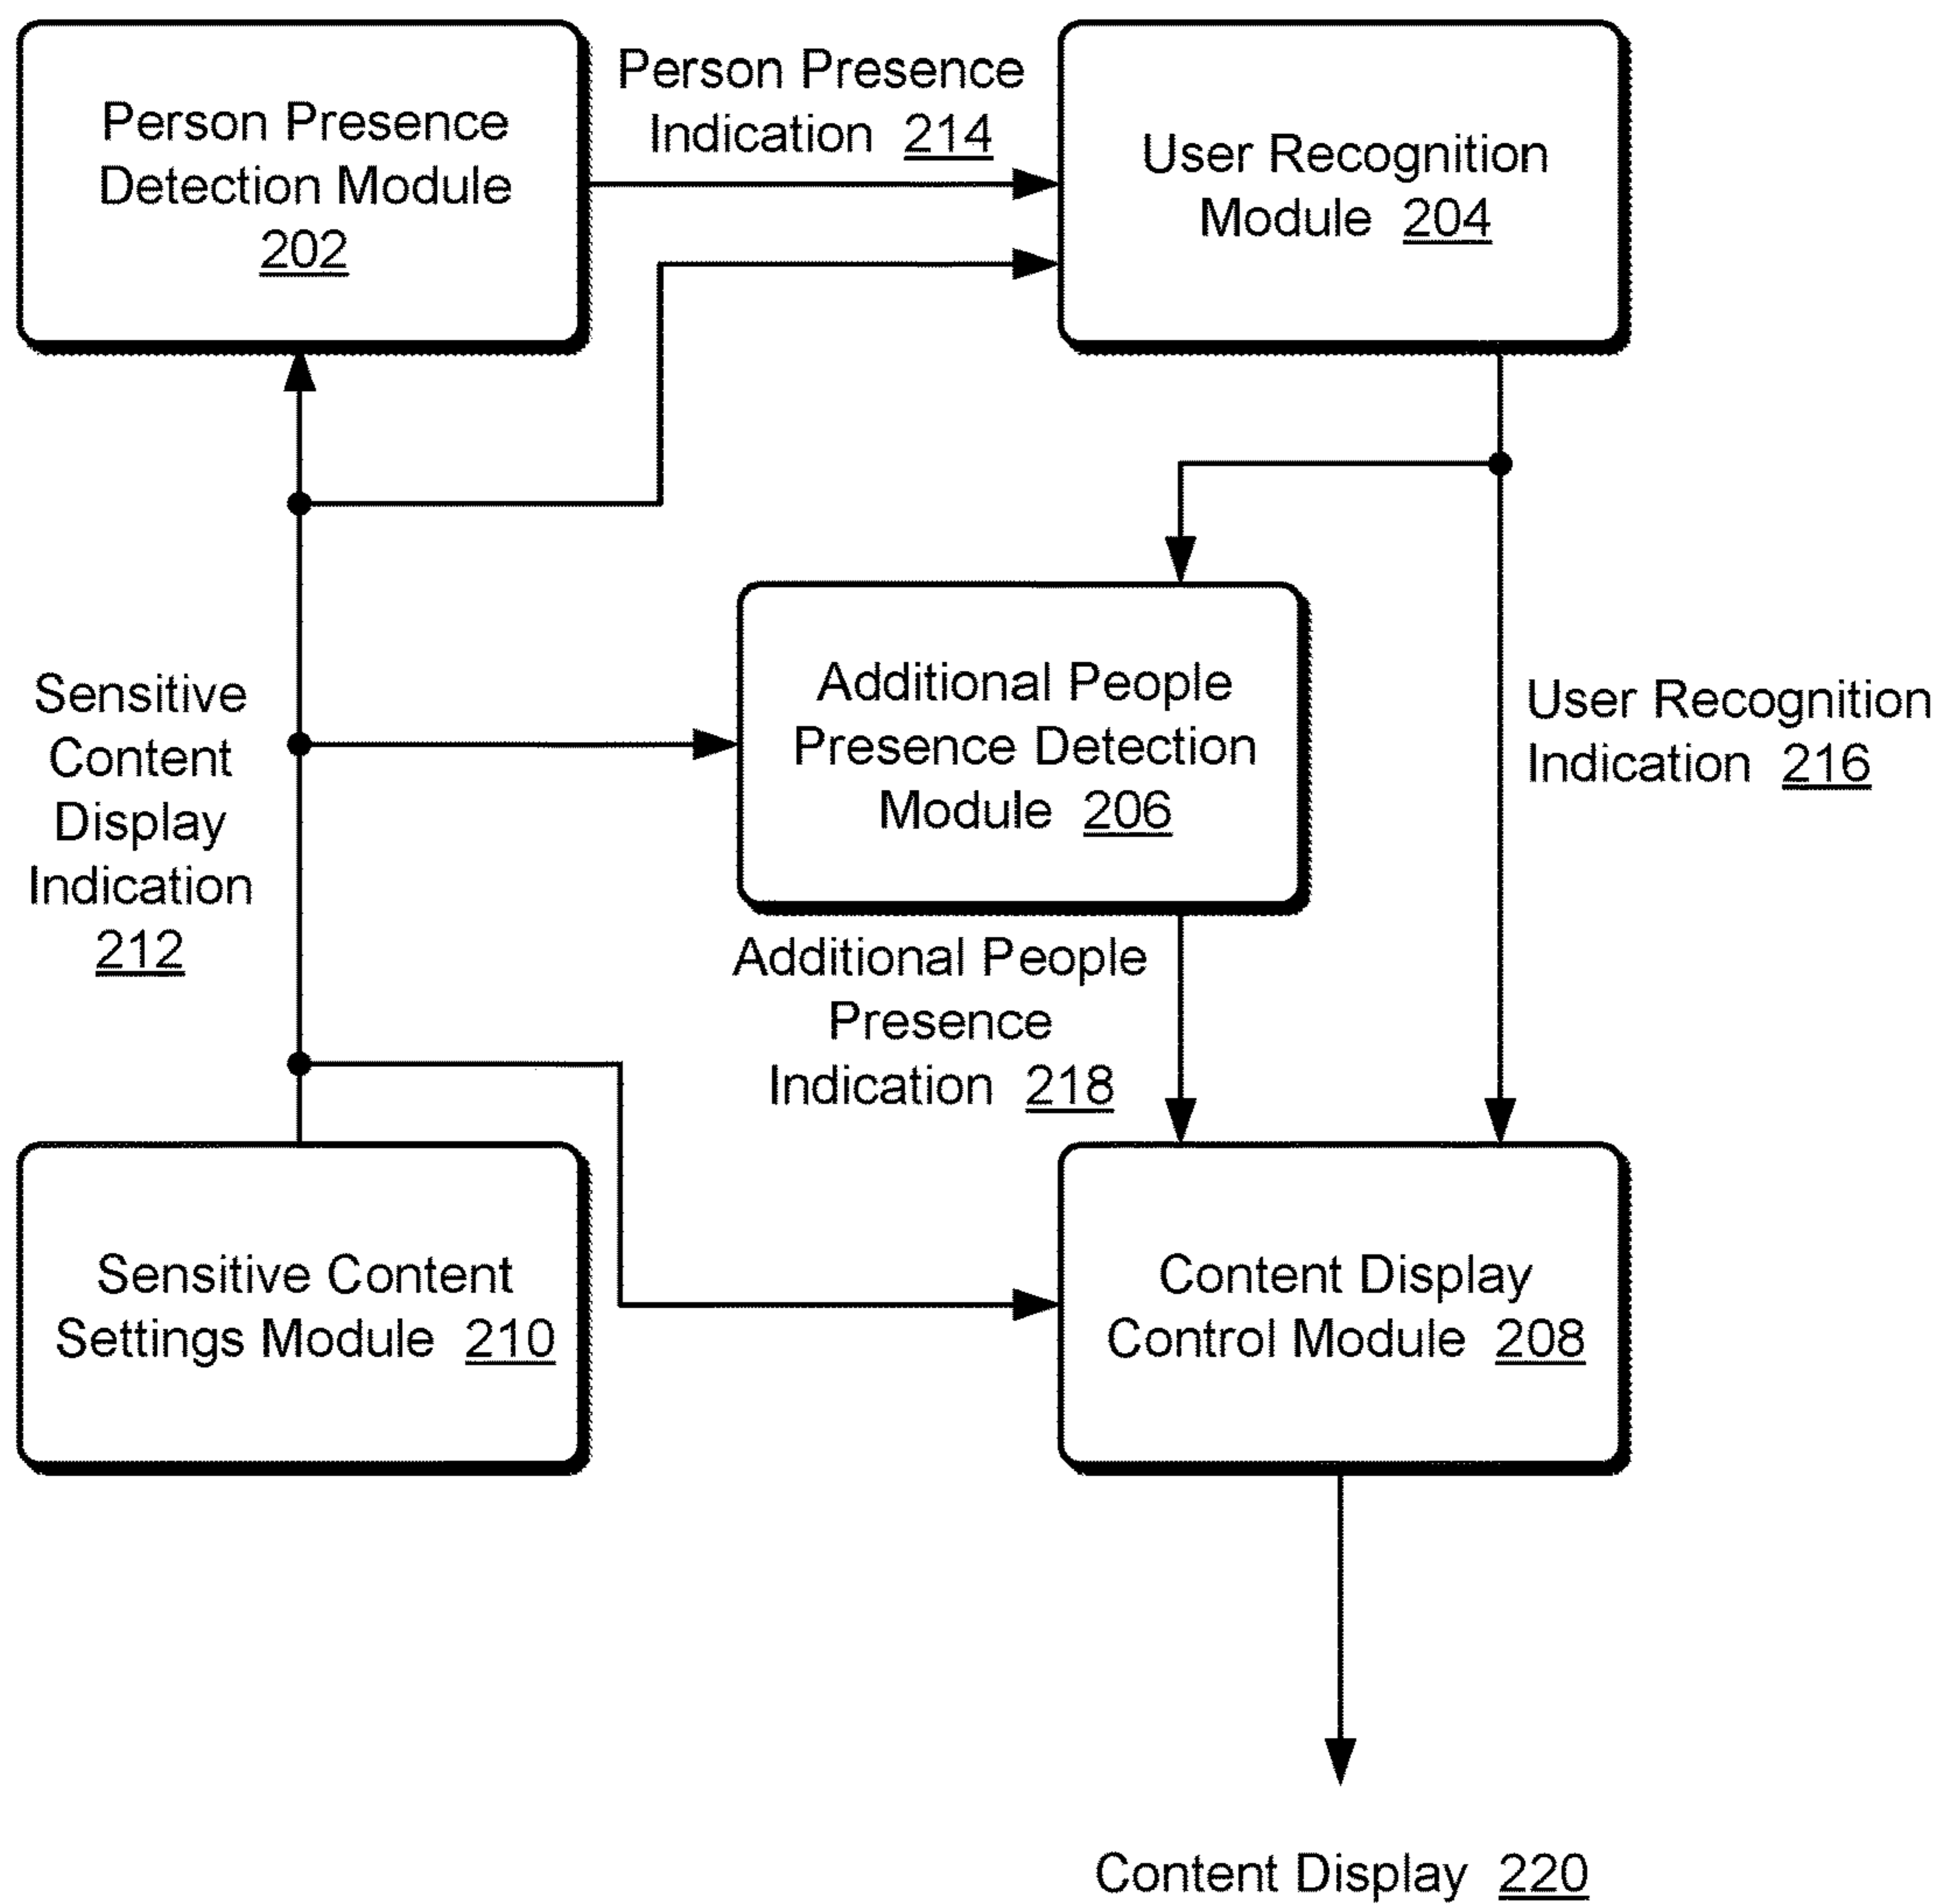 Person Presence
Detection Module
202
Person Presence
Indication 214
User Recognition
Module 204
Sensitive
Content
Display
Indication
212
Additional People
Presence Detection
Module 206
User Recognition
Indication 216
Additional People
Presence
Indication 218
Sensitive Content
Settings Module 210
Content Display
Control Module 208
Content Display 220